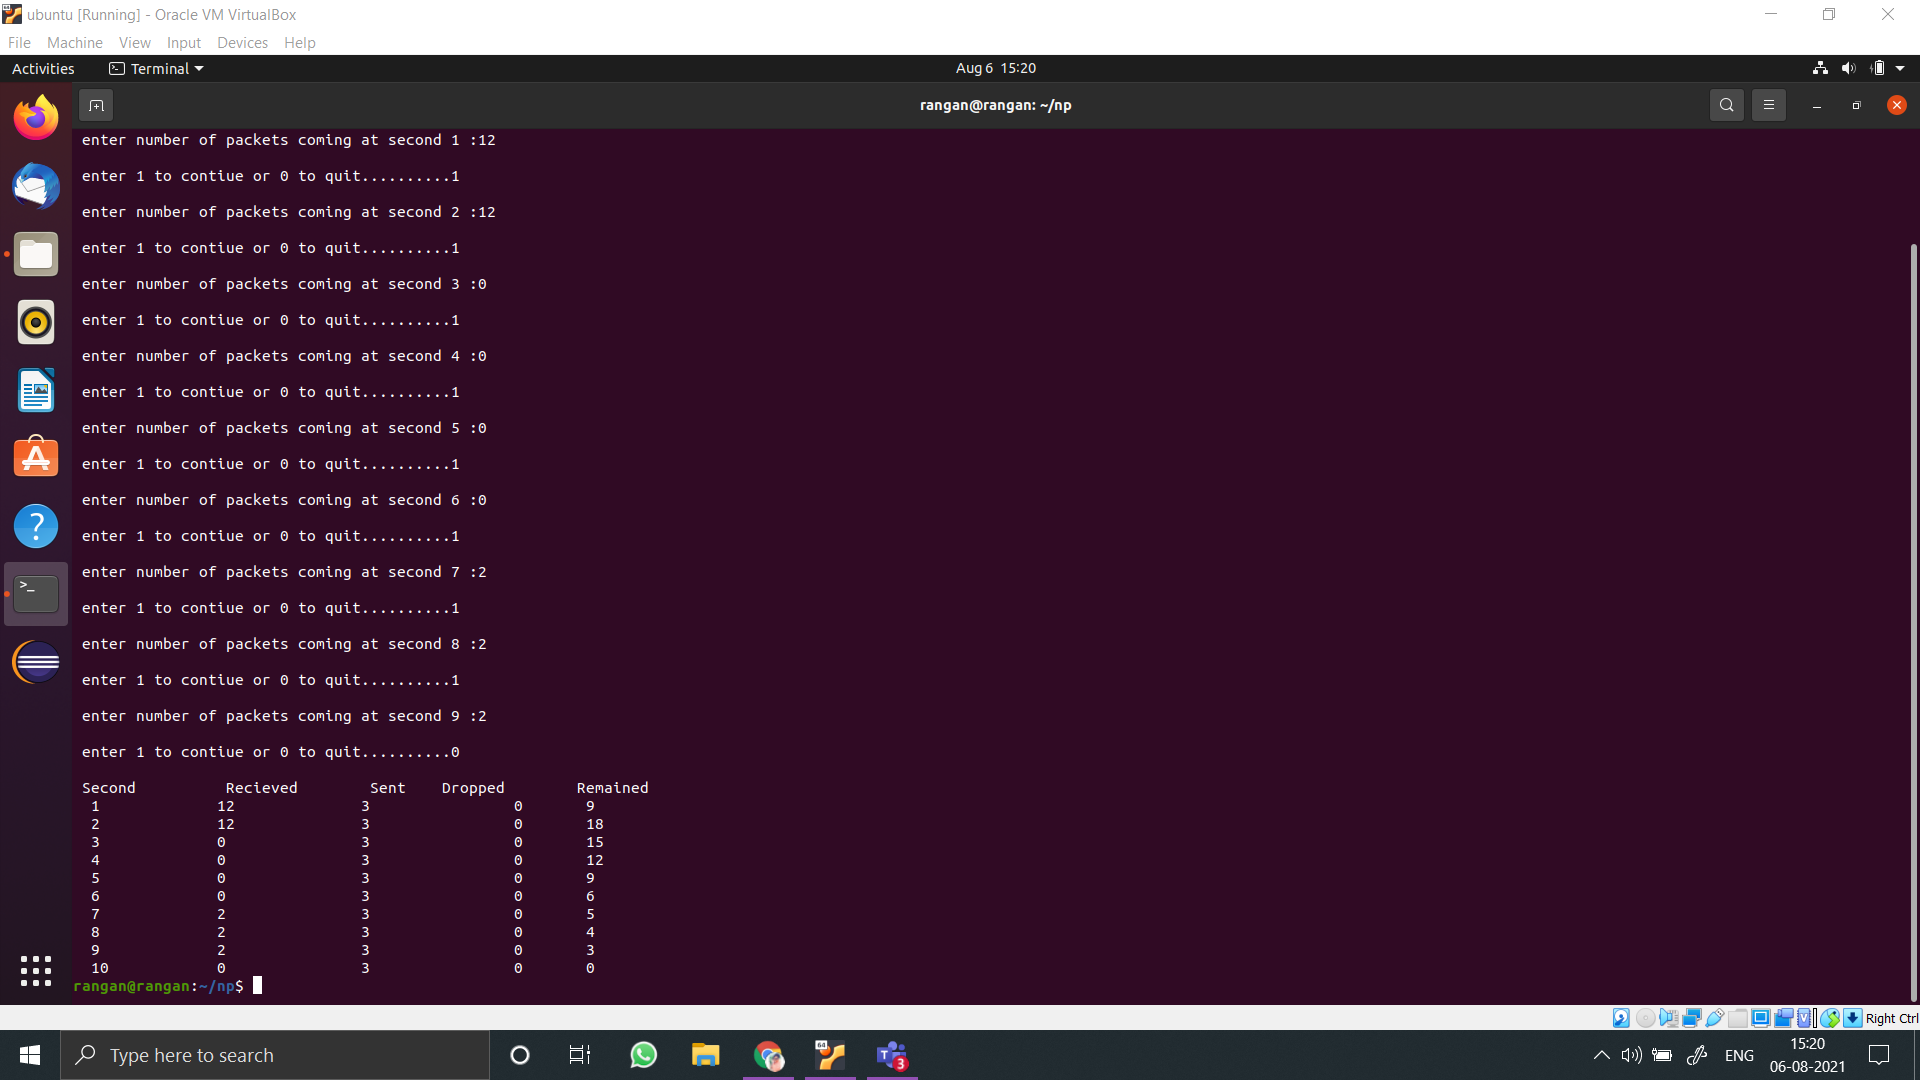 ubuntu [Running] - Oracle VM VirtualBox
File Machine View Input Devices Help
Activities Terminal Aug 6 15:20
rangan@rangan: ~/np
enter number of packets coming at second 1 :12
enter 1 to contiue or 0 to quit..........1
enter number of packets coming at second 2 :12
enter 1 to contiue or 0 to quit..........1
enter number of packets coming at second 3 :0
enter 1 to contiue or 0 to quit..........1
enter number of packets coming at second 4 :0
enter 1 to contiue or 0 to quit..........1
enter number of packets coming at second 5 :0
enter 1 to contiue or 0 to quit..........1
enter number of packets coming at second 6 :0
enter 1 to contiue or 0 to quit..........1
enter number of packets coming at second 7 :2
enter 1 to contiue or 0 to quit..........1
enter number of packets coming at second 8 :2
enter 1 to contiue or 0 to quit..........1
enter number of packets coming at second 9 :2
enter 1 to contiue or 0 to quit..........0
Second Recieved Sent Dropped Remained
1 12 3 0 9
2 12 3 0 18
3 0 3 0 15
4 0 3 0 12
5 0 3 0 9
6 0 3 0 6
7 2 3 0 5
8 2 3 0 4
9 2 3 0 3
10 0 3 0 0
rangan@rangan:~/np$
Right Ctrl
Type here to search
64
T 3
ENG
15:20
06-08-2021